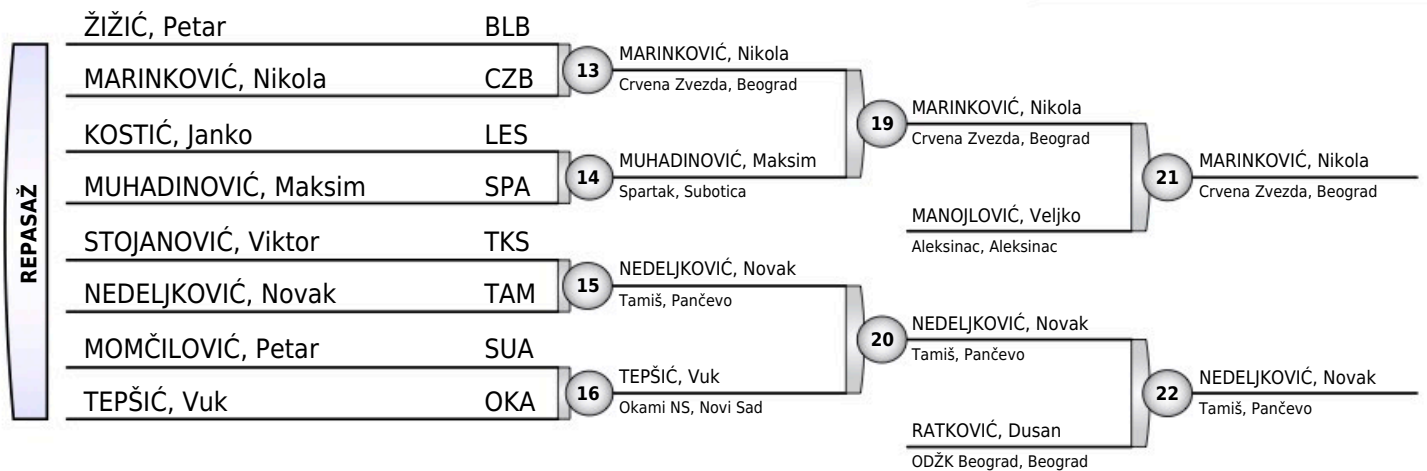 ŽIŽIĆ, Petar BLB
MARINKOVIĆ, Nikola CZB
KOSTIĆ, Janko LES
MUHADINOVIĆ, Maksim SPA
STOJANOVIĆ, Viktor TKS
NEDELJKOVIĆ, Novak TAM
MOMČILOVIĆ, Petar SUA
TEPŠIĆ, Vuk OKA
REPASAŽ
13
MARINKOVIĆ, Nikola
Crvena Zvezda, Beograd
14
MUHADINOVIĆ, Maksim
Spartak, Subotica
15
NEDELJKOVIĆ, Novak
Tamiš, Pančevo
16
TEPŠIĆ, Vuk
Okami NS, Novi Sad
19
MARINKOVIĆ, Nikola
Crvena Zvezda, Beograd
MANOJLOVIĆ, Veljko
Aleksinac, Aleksinac
20
NEDELJKOVIĆ, Novak
Tamiš, Pančevo
RATKOVIĆ, Dusan
ODŽK Beograd, Beograd
21
MARINKOVIĆ, Nikola
Crvena Zvezda, Beograd
22
NEDELJKOVIĆ, Novak
Tamiš, Pančevo